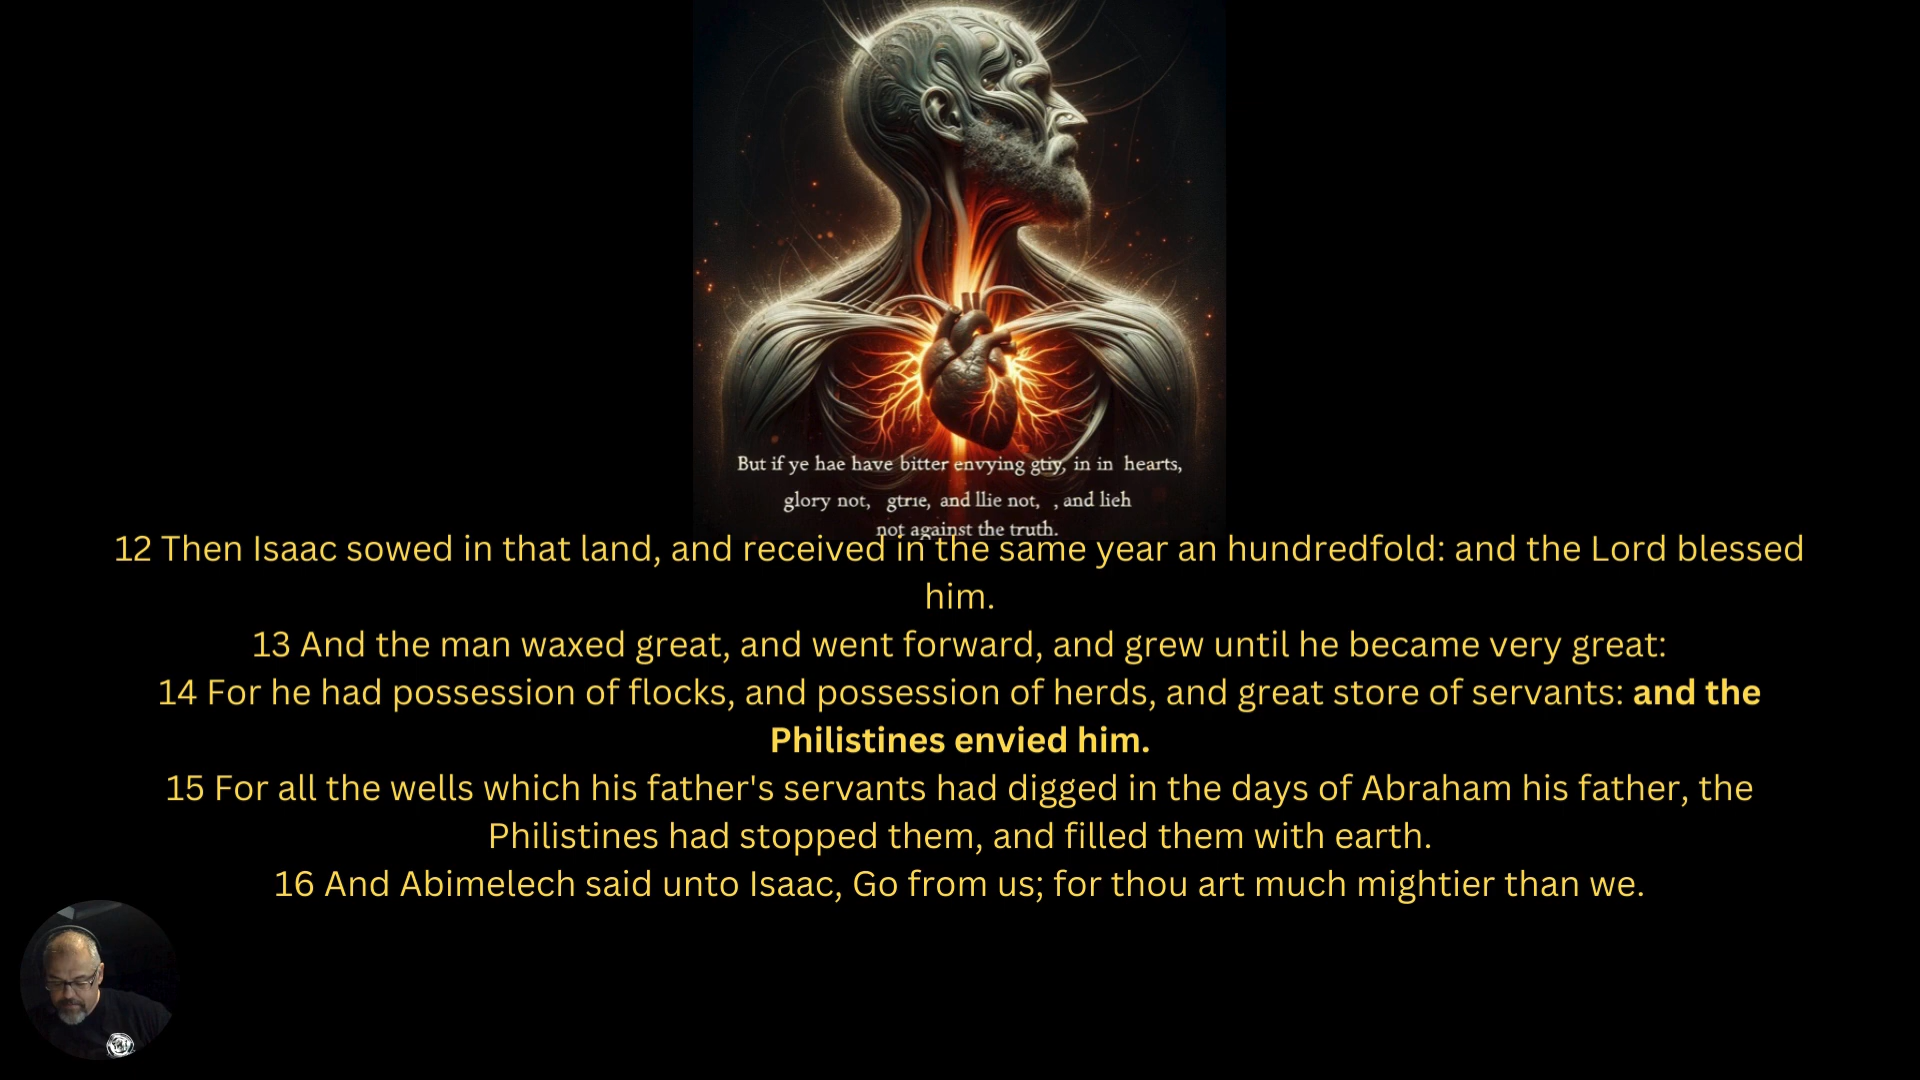 But if ye hae have bitter envying gtiy, in in hearts,
glory not, gtrie, and llie not, , and lieh
not against the truth.
12 Then Isaac sowed in that land, and received in the same year an hundredfold: and the Lord blessed
him.
13 And the man waxed great, and went forward, and grew until he became very great:
14 For he had possession of flocks, and possession of herds, and great store of servants: and the
Philistines envied him.
15 For all the wells which his father's servants had digged in the days of Abraham his father, the
Philistines had stopped them, and filled them with earth.
16 And Abimelech said unto Isaac, Go from us; for thou art much mightier than we.